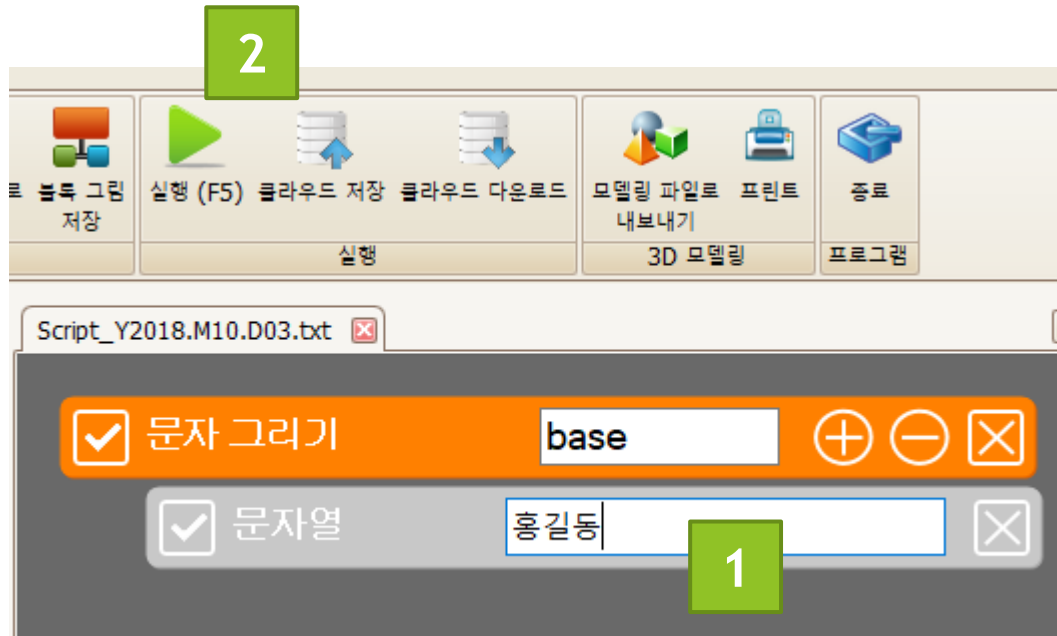 2
로 블록 그림 저장
실행 (F5) 클라우드 저장 클라우드 다운로드
모델링 파일로 내보내기
프린트
종료
실행
3D 모델링
프로그램
Script_Y2018.M10.D03.txt
문자 그리기 base
문자열 홍길동
1